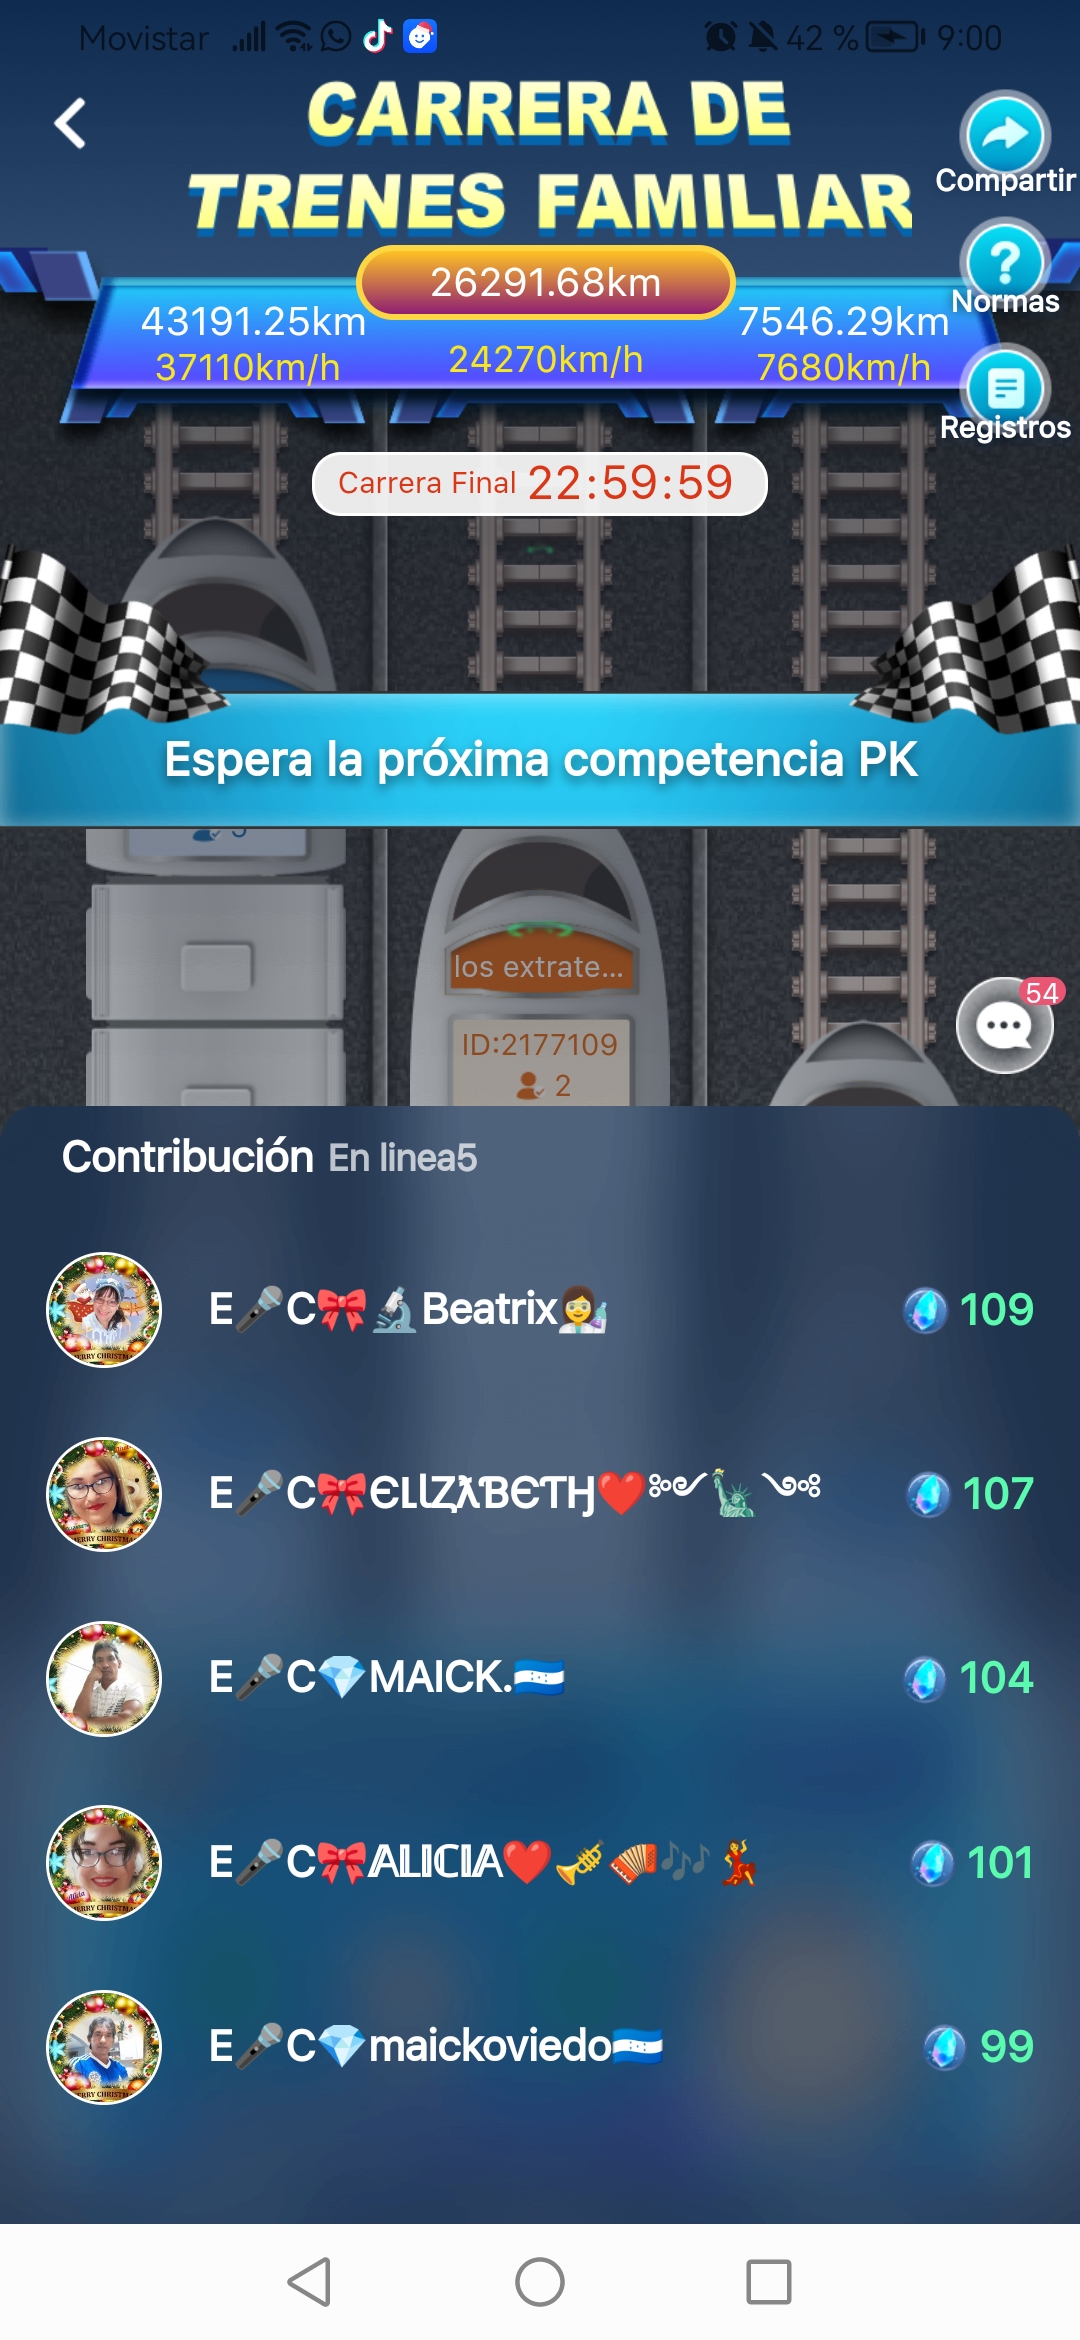 Movistar 42 % 9:00
CARRERA DE
TRENES FAMILIAR
Compartir
26291.68km
43191.25km 7546.29km
Normas
37110km/h 24270km/h 7680km/h
Registros
Carrera Final 22:59:59
Espera la próxima competencia PK
los extrate...
54
ID:2177109
2
Contribución En linea5
E🎤C🎀🔬Beatrix👩‍🔬 109
E🎤C🎀ЄԼƖȤƛƁЄƬӇ❤️༻🗽༺ 107
E🎤C💎MAICK.🇭🇳 104
E🎤C🎀𝔸𝕃𝕀ℂ𝕀𝔸❤️🎺🪗🎶💃 101
E🎤C💎maickoviedo🇭🇳 99